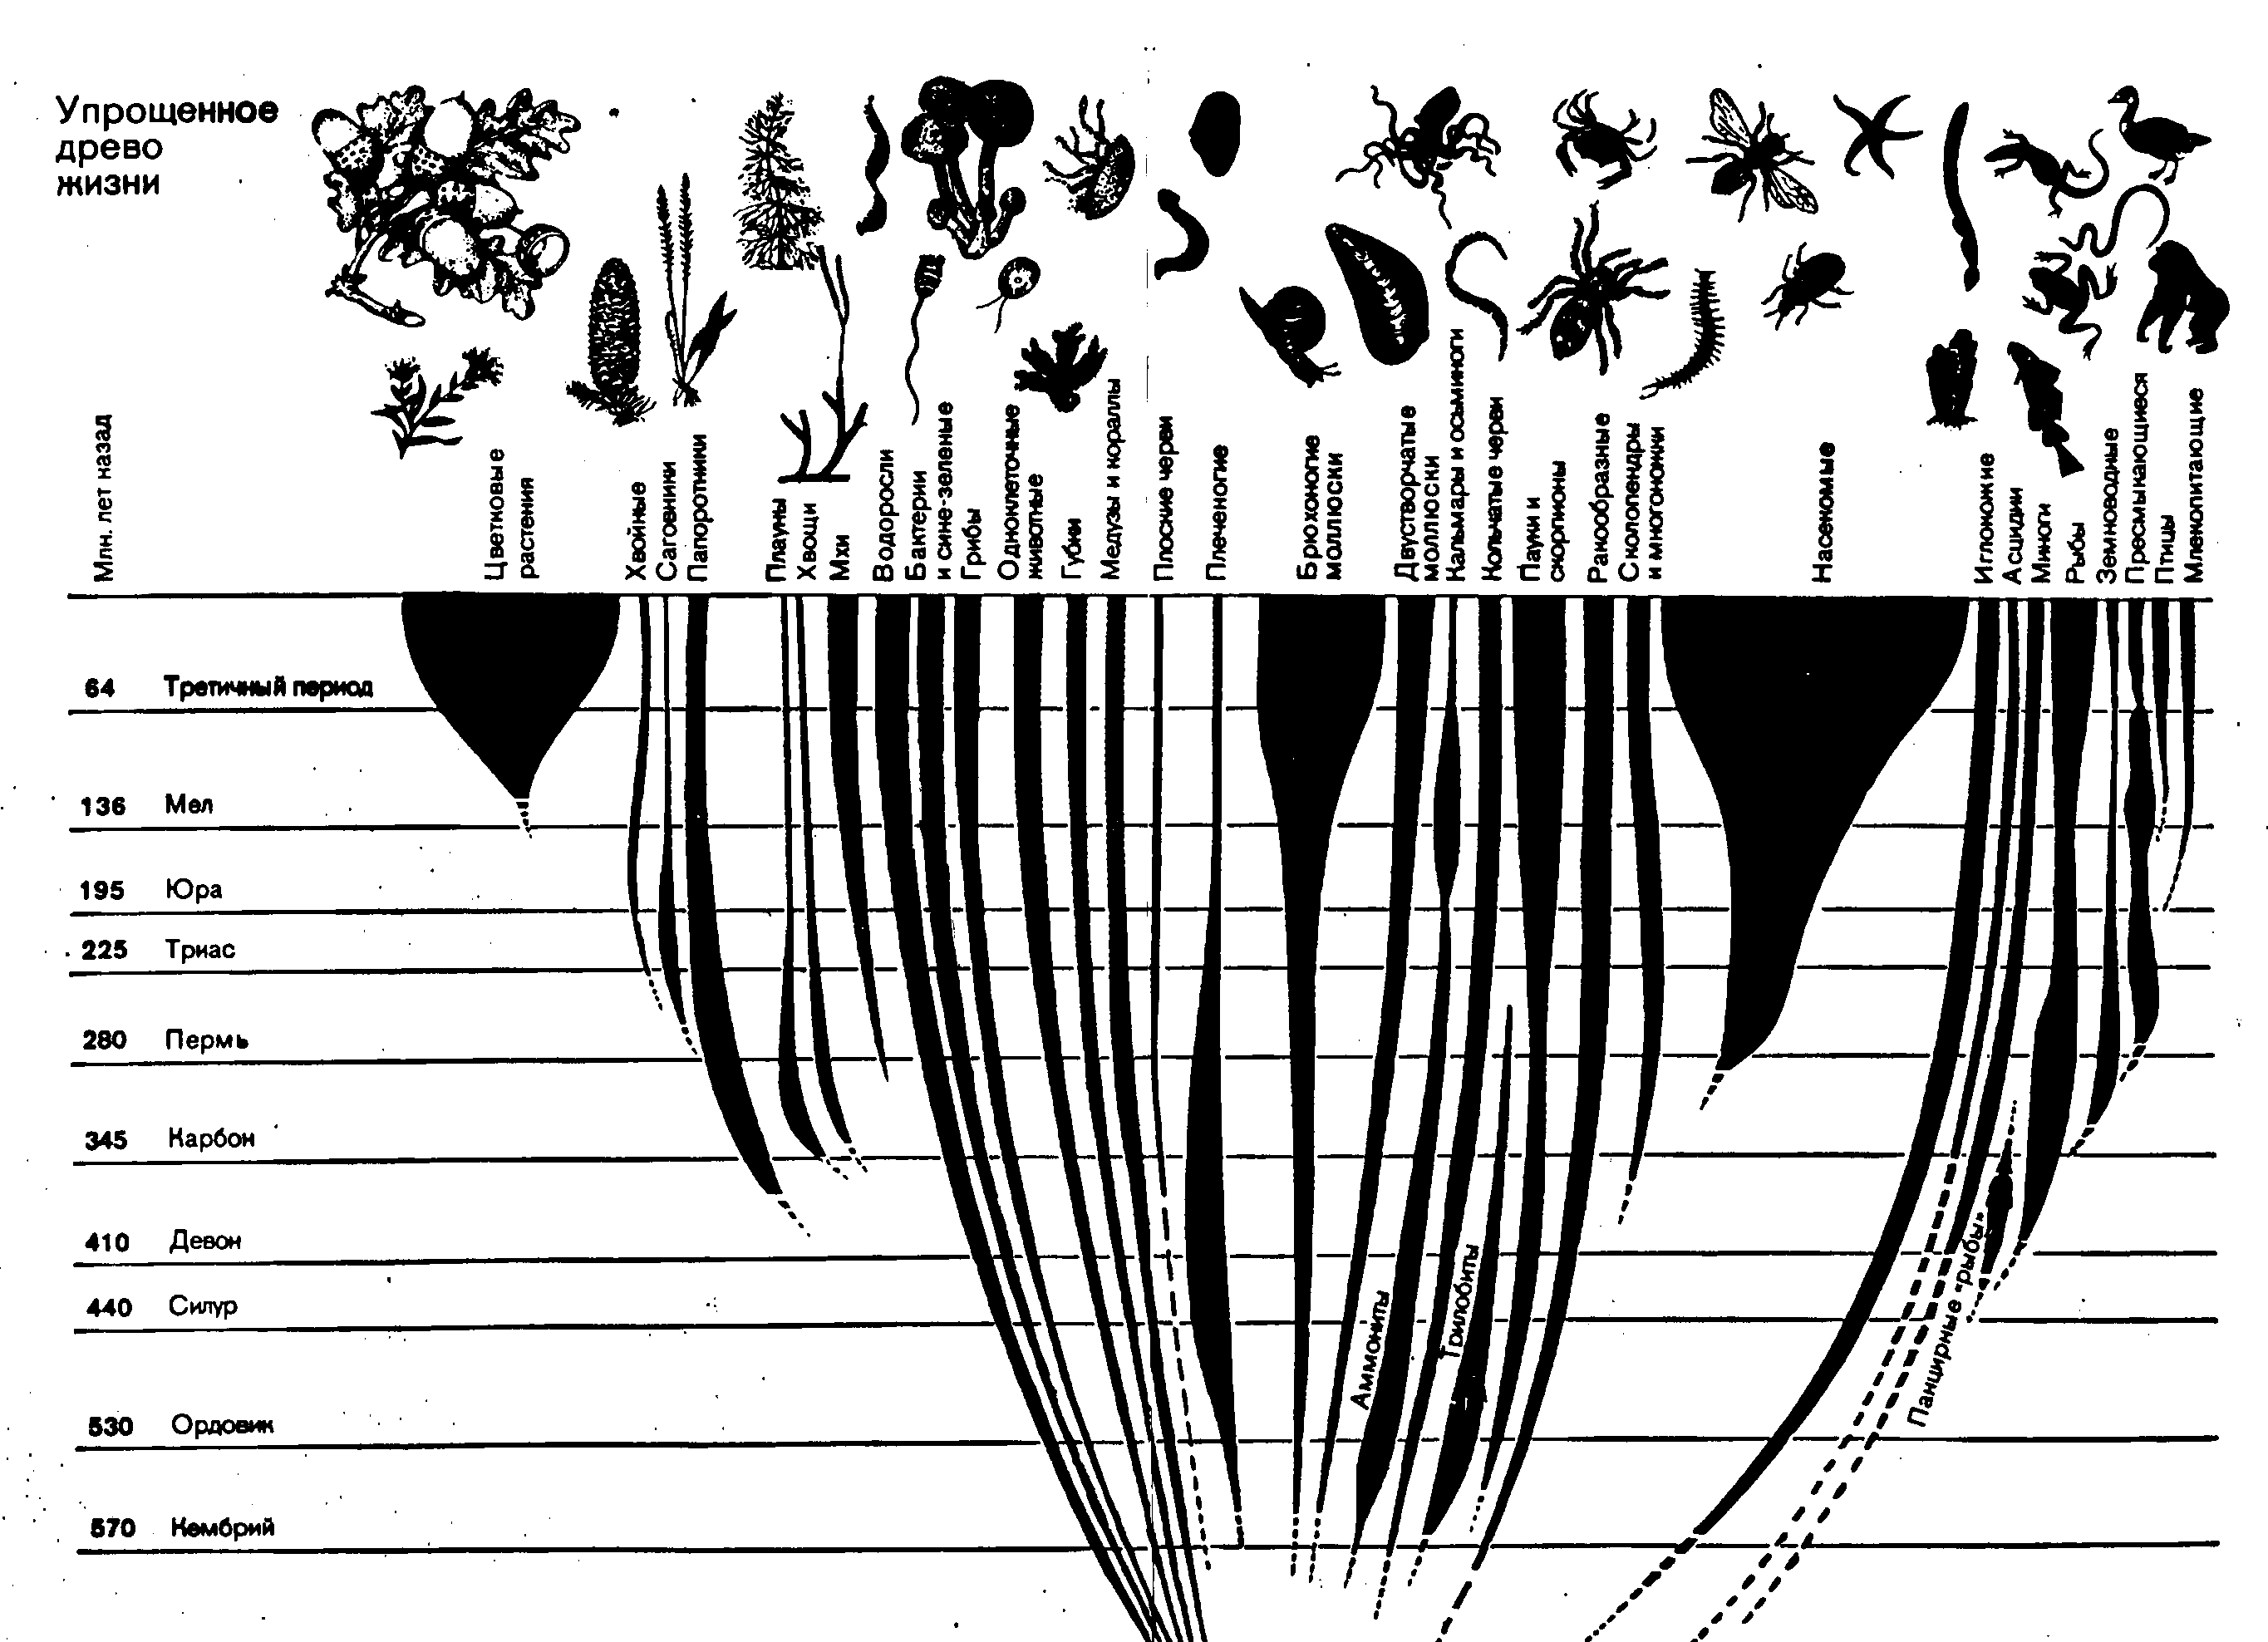 Упрощенное
древо
жизни
Млн. лет назад
Цветковые
растения
Хвойные
Саговники
Папоротники
Плауны
Хвощи
Мхи
Водоросли
Бактерии
и сине-зеленые
Грибы
Одноклеточные
животные
Губки
Медузы и кораллы
Плоские черви
Плеченогие
Брюхоногие
моллюски
Двустворчатые
моллюски
Кальмары и осьминоги
Кольчатые черви
Пауки и
скорпионы
Ракообразные
Сколопендры
и многоножки
Насекомые
Иглокожие
Асцидии
Миноги
Рыбы
Земноводные
Пресмыкающиеся
Птицы
Млекопитающие
64 Третичный период
136 Мел
195 Юра
225 Триас
280 Пермь
345 Карбон
410 Девон
440 Силур
530 Ордовик
570 Кембрий
Аммониты
Трилобиты
Панцирные «рыбы»